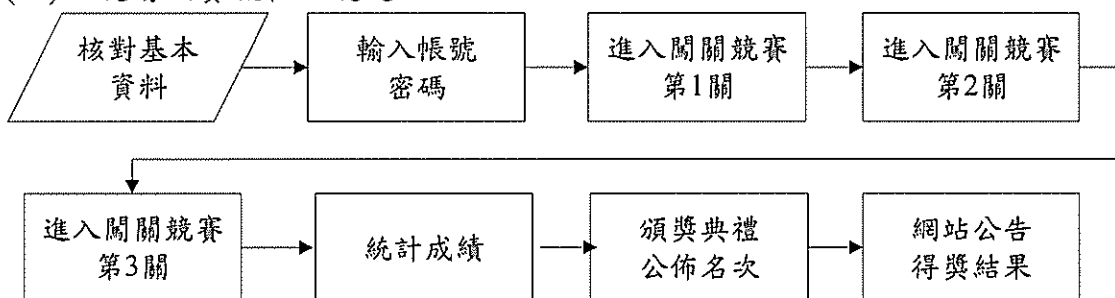 核對基本
資料
輸入帳號
密碼
進入闖關競賽
第1關
進入闖關競賽
第2關
進入闖關競賽
第3關
統計成績
頒獎典禮
公佈名次
網站公告
得獎結果